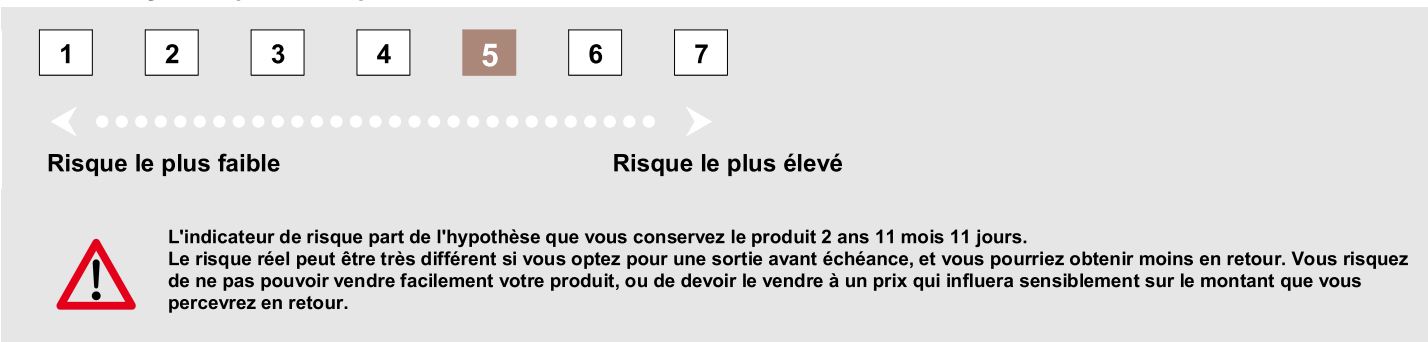 1 2 3 4 5 6 7
Risque le plus faible Risque le plus élevé
L'indicateur de risque part de l'hypothèse que vous conservez le produit 2 ans 11 mois 11 jours.
Le risque réel peut être très différent si vous optez pour une sortie avant échéance, et vous pourriez obtenir moins en retour. Vous risquez
de ne pas pouvoir vendre facilement votre produit, ou de devoir le vendre à un prix qui influera sensiblement sur le montant que vous
percevrez en retour.